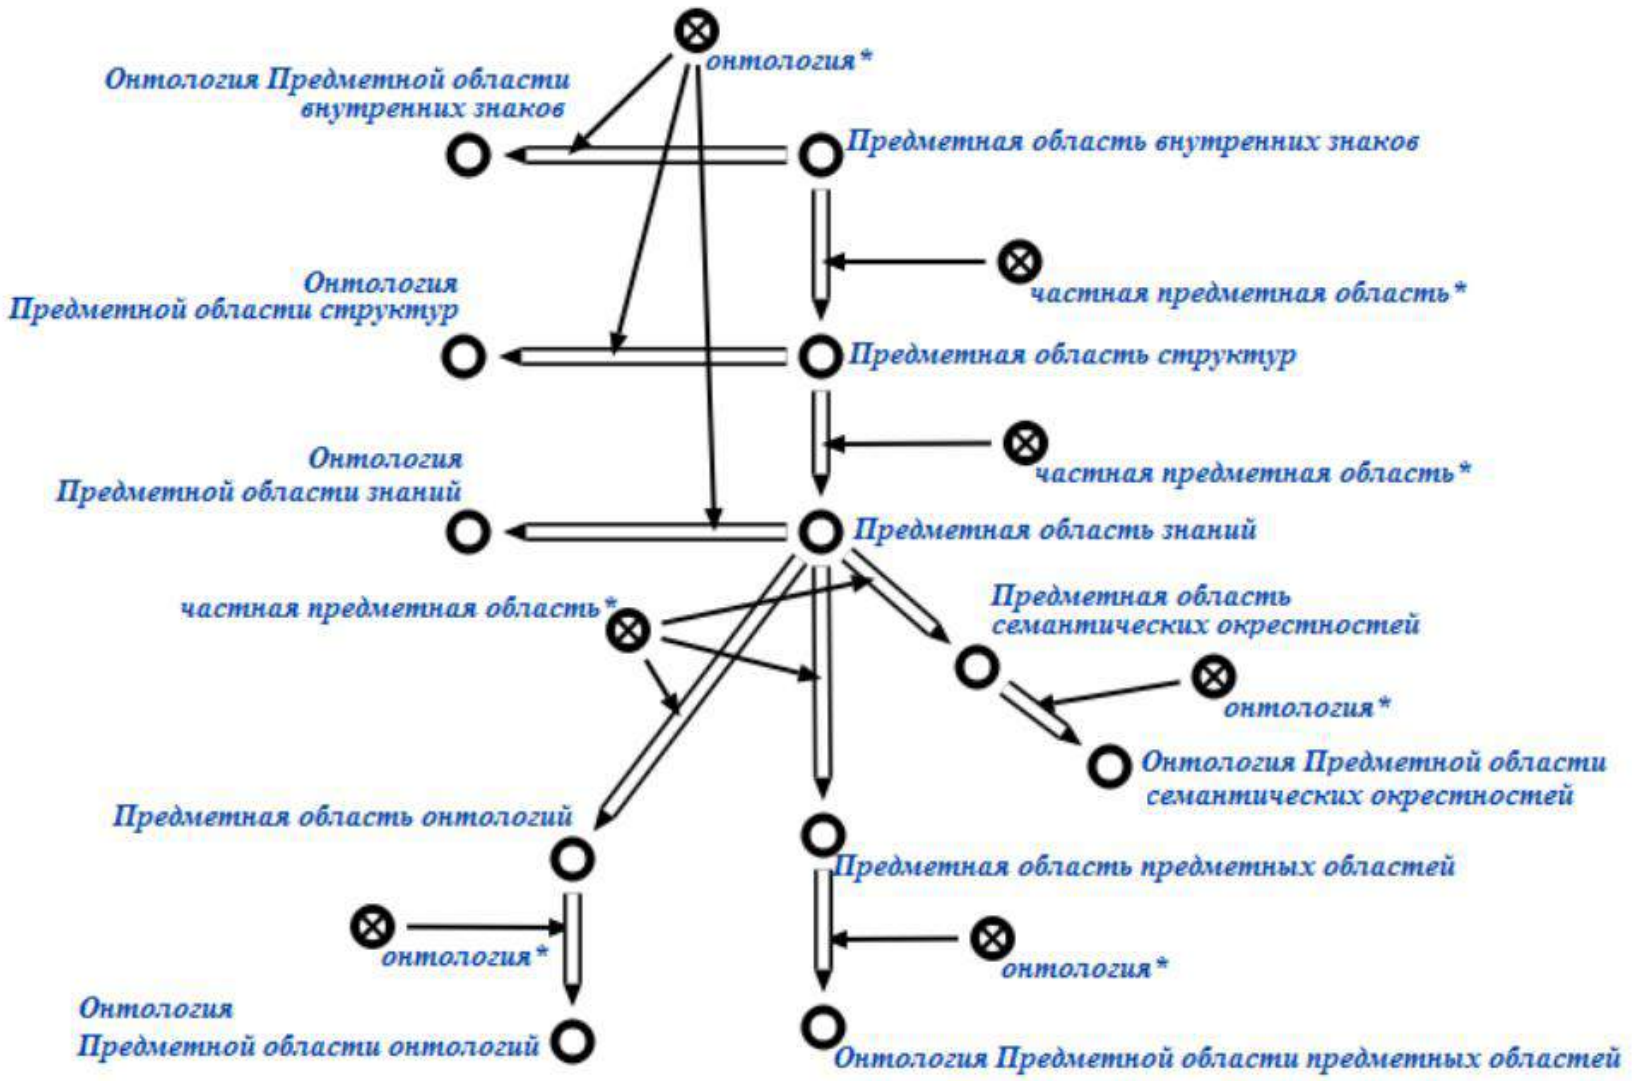 онтология*
Онтология Предметной области
внутренних знаков
Предметная область внутренних знаков
частная предметная область*
Онтология
Предметной области структур
Предметная область структур
Онтология
Предметной области знаний
частная предметная область*
Предметная область знаний
частная предметная область*
Предметная область
семантических окрестностей
онтология*
Онтология Предметной области
семантических окрестностей
Предметная область онтологий
Предметная область предметных областей
онтология*
онтология*
Онтология
Предметной области онтологий
Онтология Предметной области предметных областей